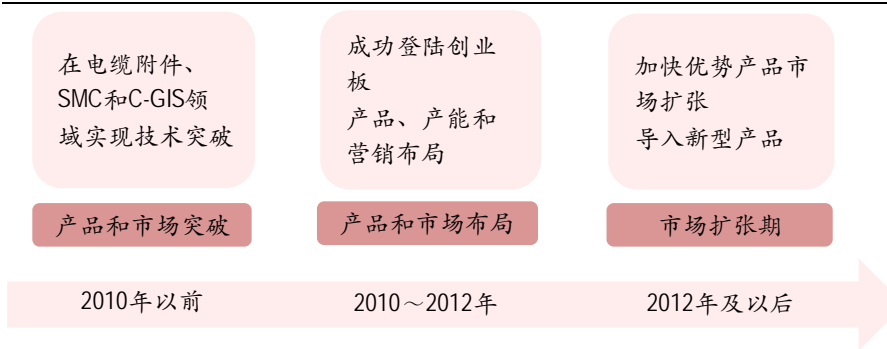 在电缆附件、
SMC和C-GIS领
域实现技术突破
成功登陆创业
板
产品、产能和
营销布局
加快优势产品市
场扩张
导入新型产品
产品和市场突破
产品和市场布局
市场扩张期
2010年以前
2010～2012年
2012年及以后